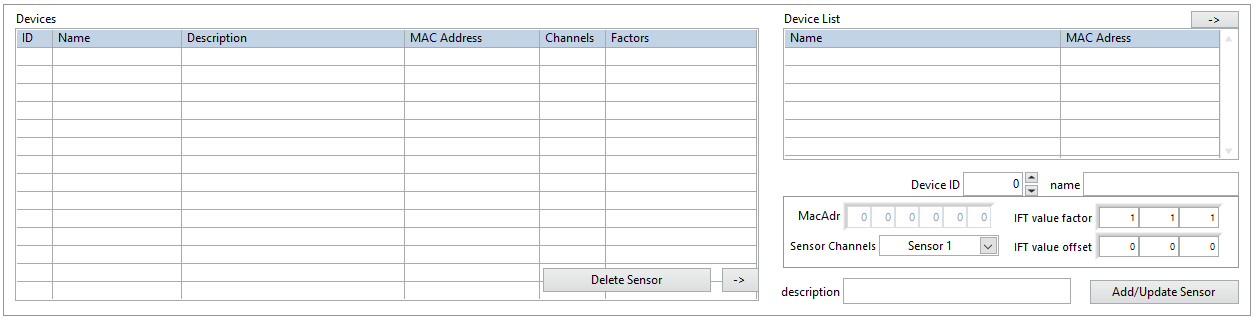 Devices
ID Name Description MAC Address Channels Factors
Delete Sensor ->
Device List ->
Name MAC Adress
Device ID 0 name
MacAdr 0 0 0 0 0 0 IFT value factor 1 1 1
Sensor Channels Sensor 1 IFT value offset 0 0 0
description Add/Update Sensor